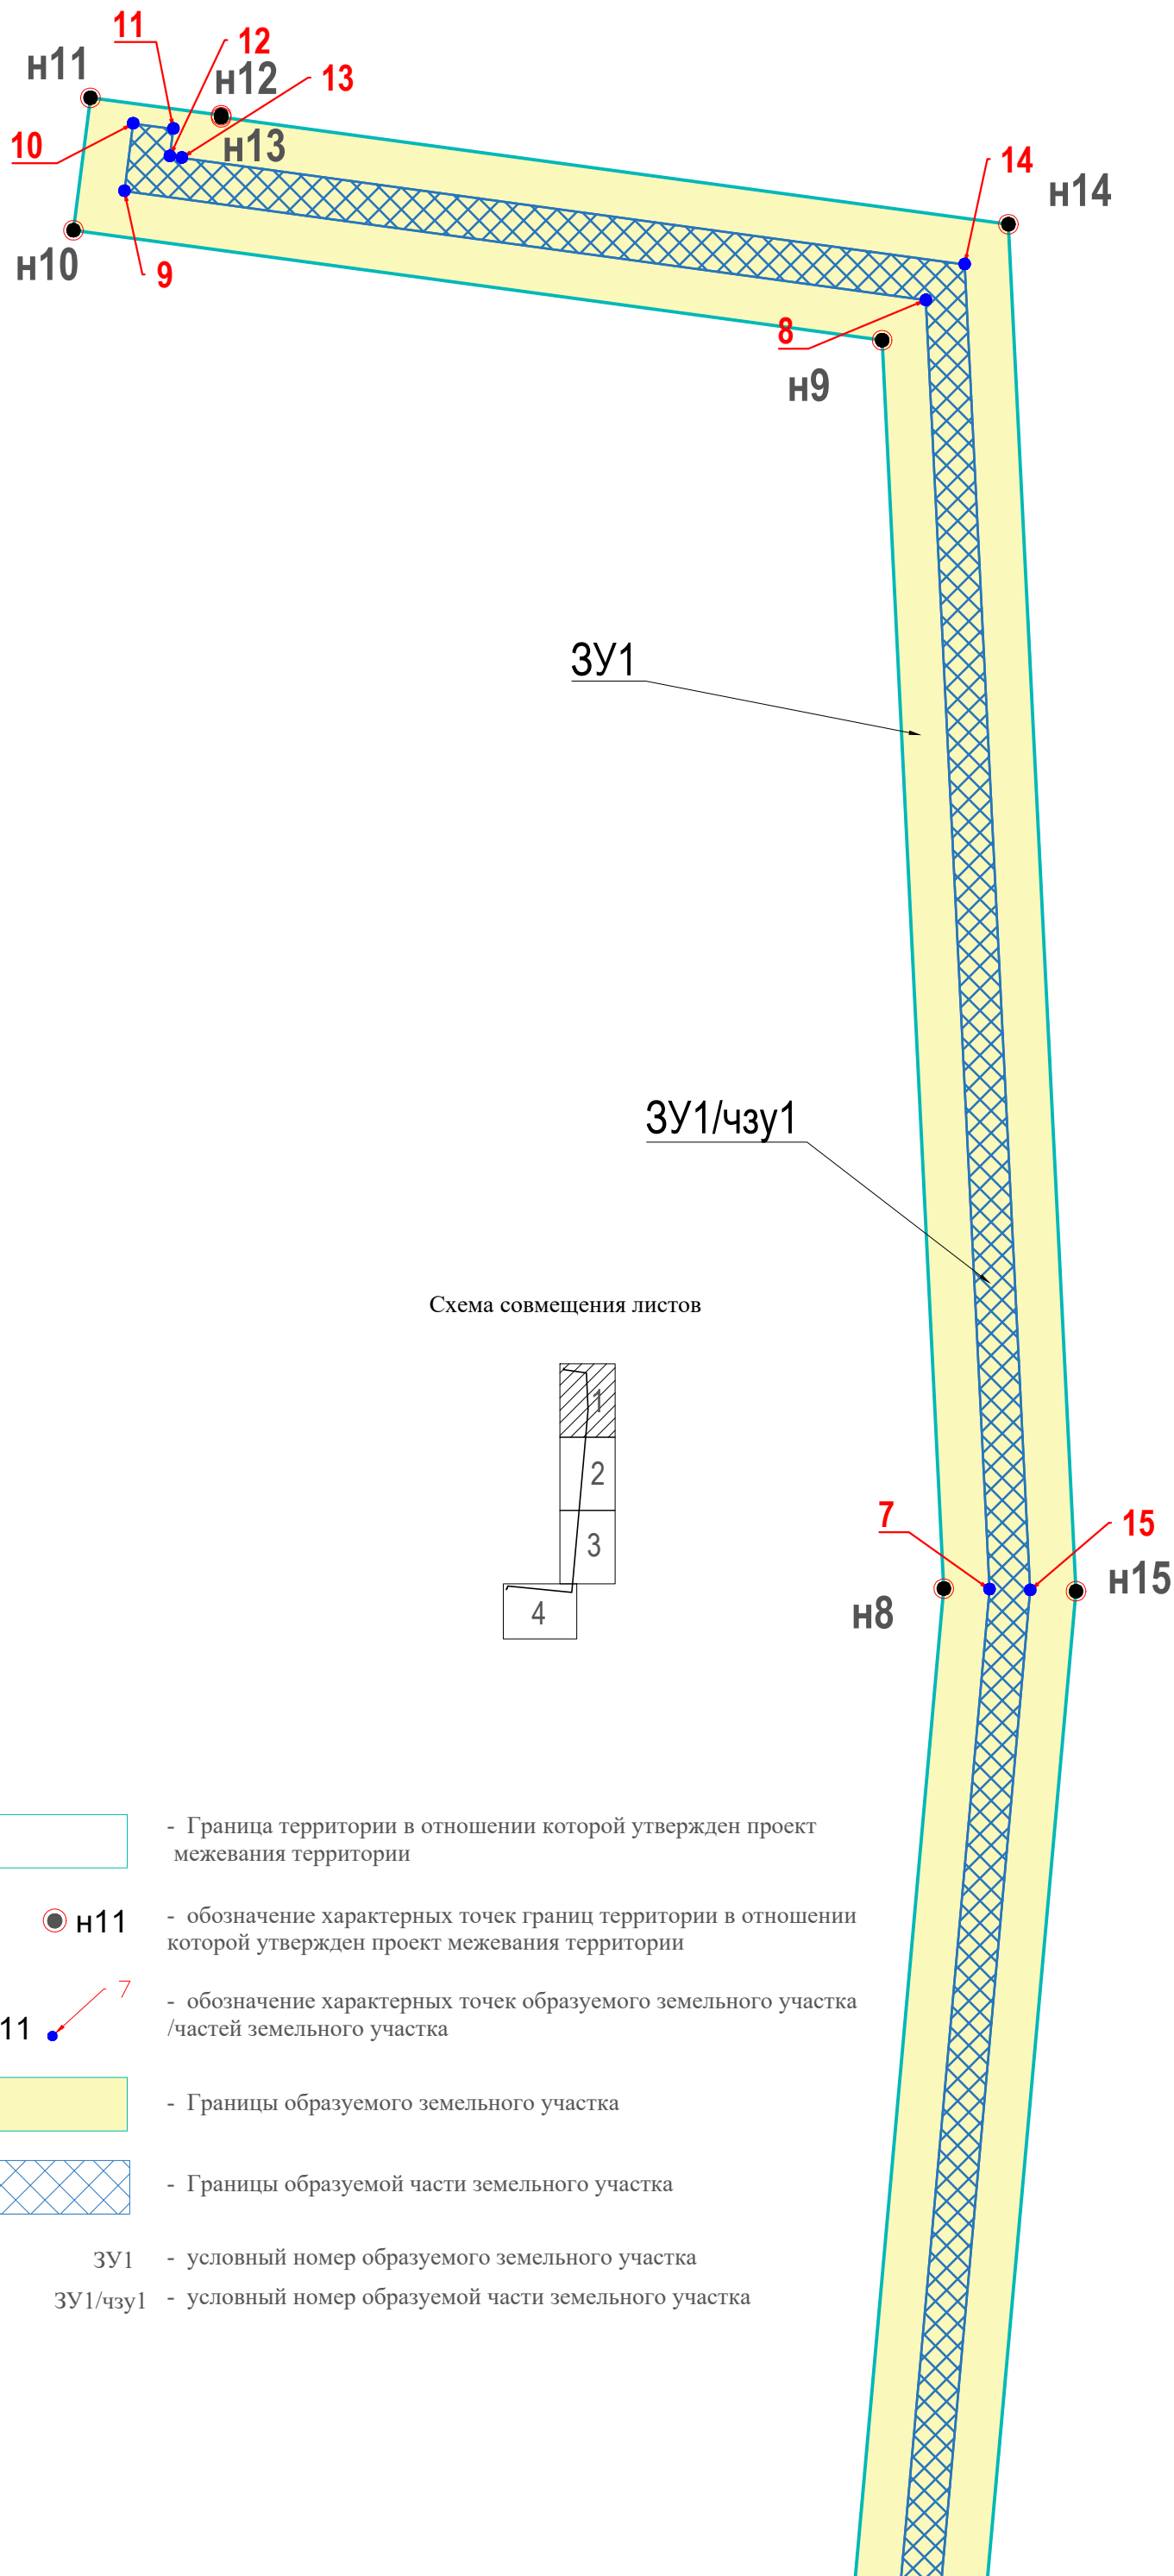 11
12
н11
н12
13
10
н13
14
н14
н10
9
8
н9
ЗУ1
ЗУ1/чзу1
Схема совмещения листов
1
2
3
4
7
15
н15
н8
- Граница территории в отношении которой утвержден проект
межевания территории
н11
- обозначение характерных точек границ территории в отношении
которой утвержден проект межевания территории
7
11
- обозначение характерных точек образуемого земельного участка
/частей земельного участка
- Границы образуемого земельного участка
- Границы образуемой части земельного участка
ЗУ1 - условный номер образуемого земельного участка
ЗУ1/чзу1 - условный номер образуемой части земельного участка